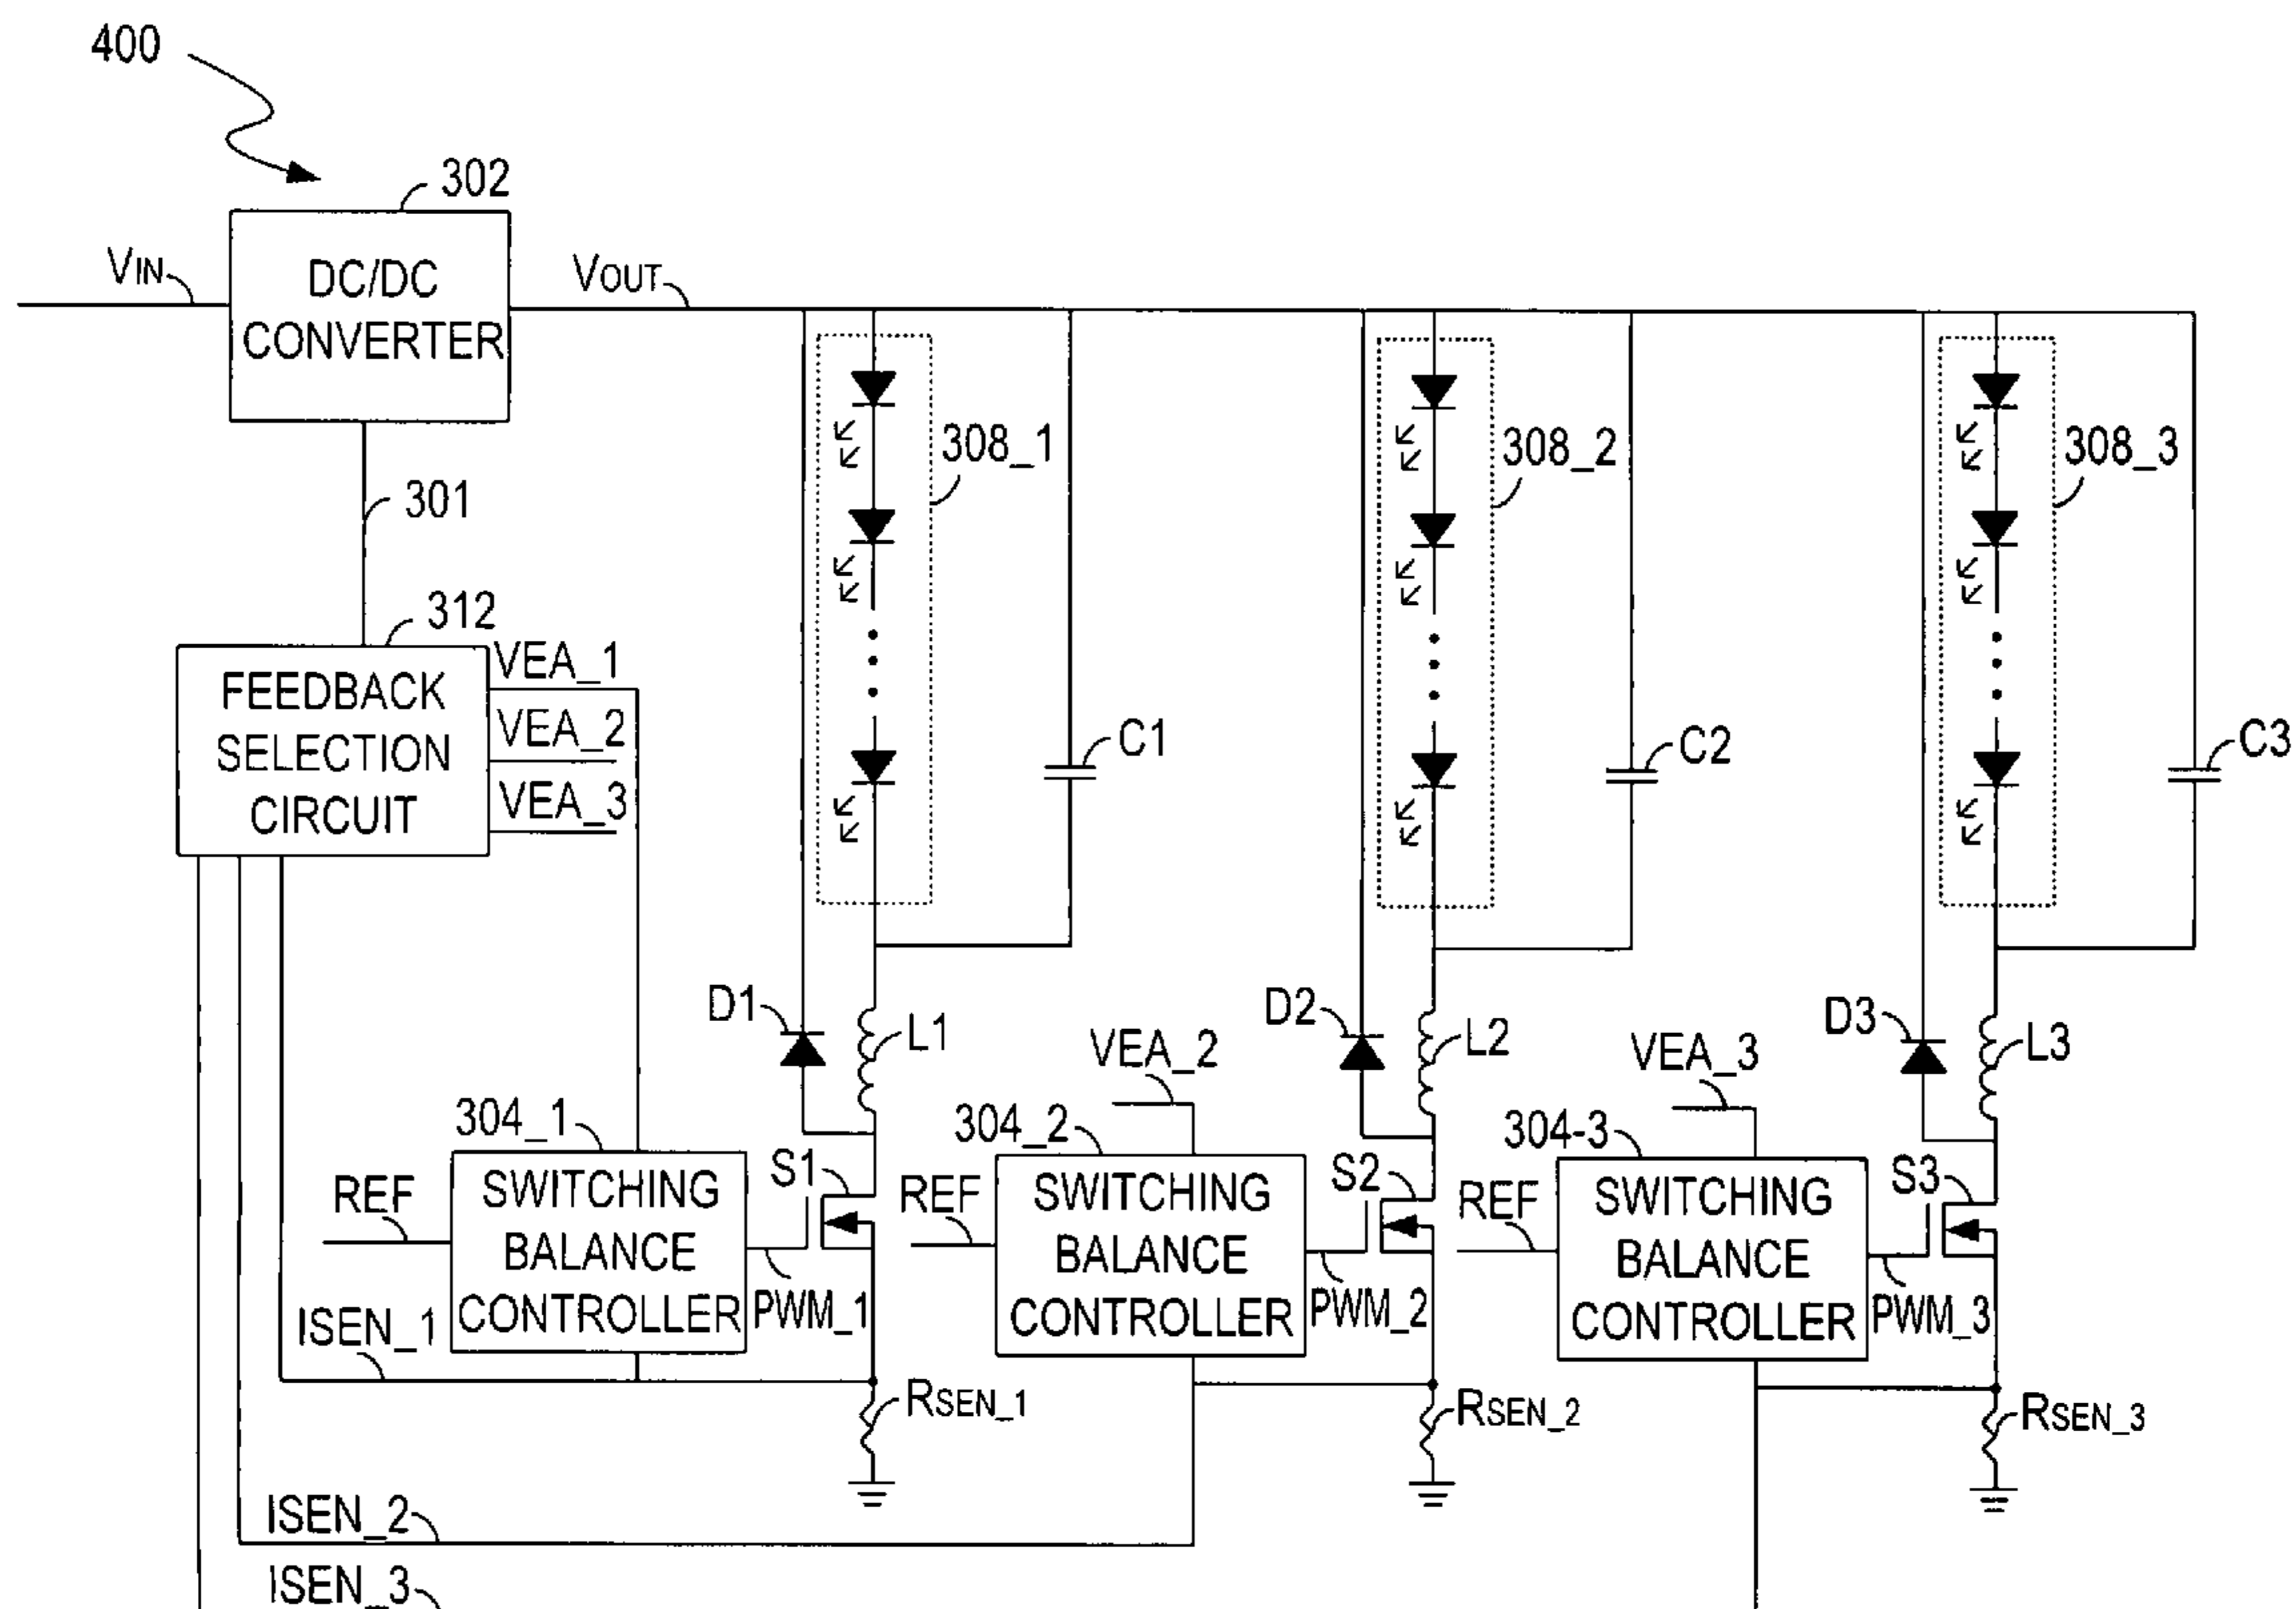 400
302
VIN
DC/DC
CONVERTER
VOUT
308_1
308_2
308_3
301
312
FEEDBACK
SELECTION
CIRCUIT
VEA_1
VEA_2
VEA_3
C1
C2
C3
D1
L1
D2
L2
D3
L3
VEA_2
VEA_3
304_1
304_2
304-3
REF
SWITCHING
BALANCE
CONTROLLER
S1
PWM_1
REF
SWITCHING
BALANCE
CONTROLLER
S2
PWM_2
REF
SWITCHING
BALANCE
CONTROLLER
S3
PWM_3
ISEN_1
RSEN_1
RSEN_2
RSEN_3
ISEN_2
ISEN_3